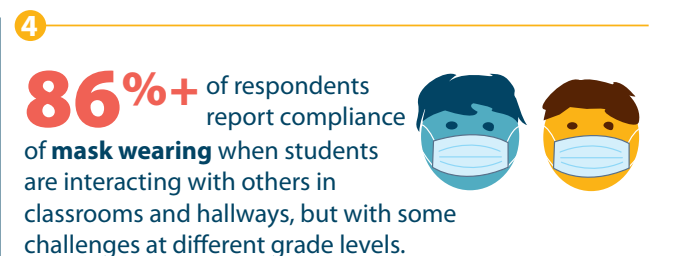 4
86%+ of respondents
report compliance
of mask wearing when students
are interacting with others in
classrooms and hallways, but with some
challenges at different grade levels.